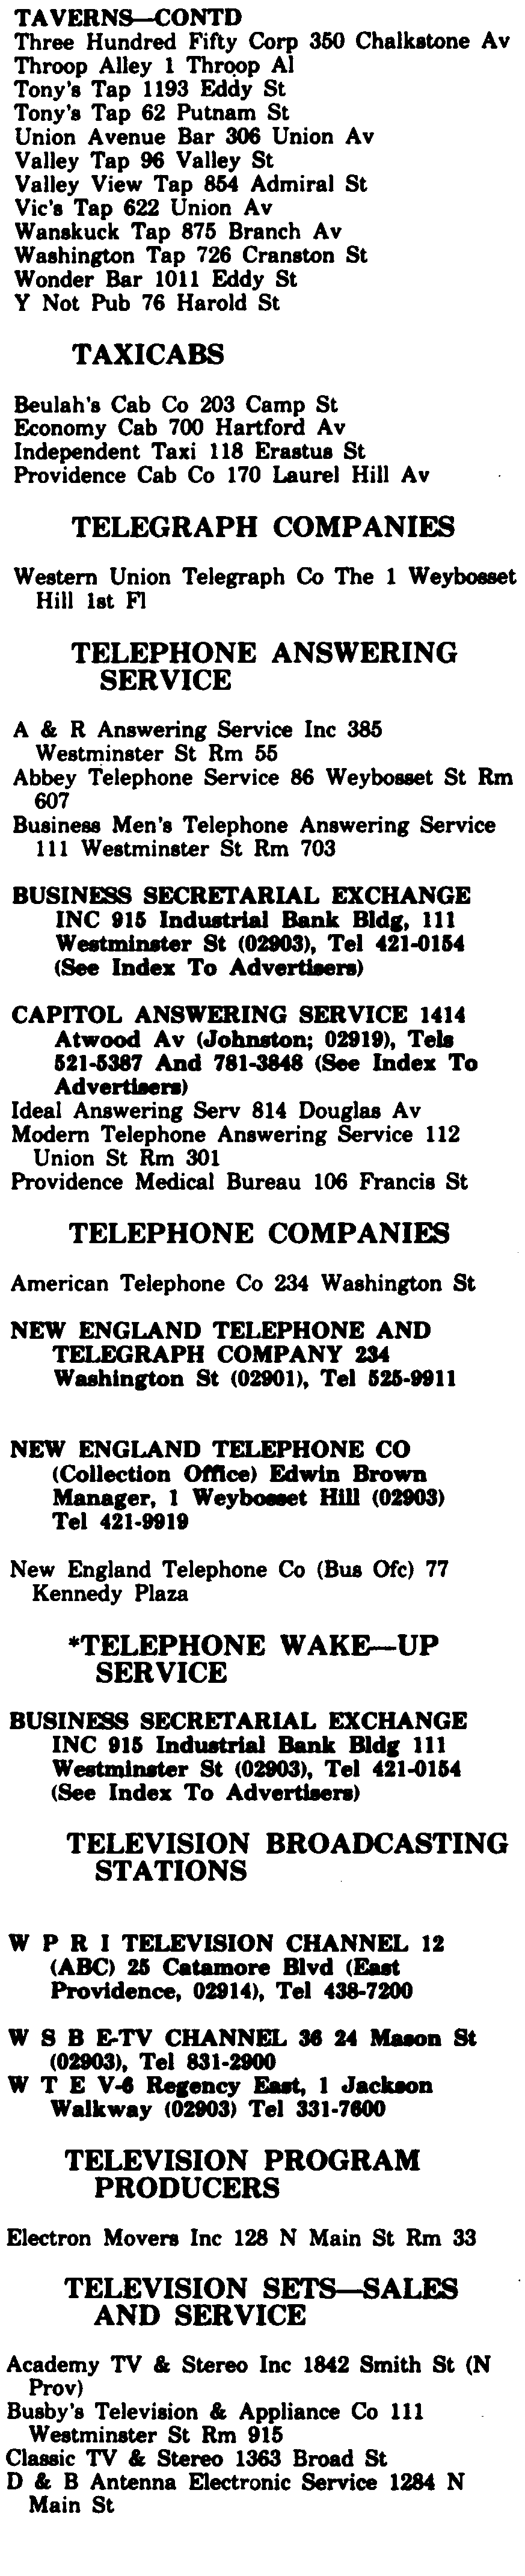 TAVERNS—CONTD
Three Hundred Fifty Corp 350 Chalkstone Av
Throop Alley 1 Throop Al
Tony's Tap 1193 Eddy St
Tony's Tap 62 Putnam St
Union Avenue Bar 306 Union Av
Valley Tap 96 Valley St
Valley View Tap 854 Admiral St
Vic's Tap 622 Union Av
Wanskuck Tap 875 Branch Av
Washington Tap 726 Cranston St
Wonder Bar 1011 Eddy St
Y Not Pub 76 Harold St
TAXICABS
Beulah's Cab Co 203 Camp St
Economy Cab 700 Hartford Av
Independent Taxi 118 Erastus St
Providence Cab Co 170 Laurel Hill Av
TELEGRAPH COMPANIES
Western Union Telegraph Co The 1 Weybosset
Hill 1st Fl
TELEPHONE ANSWERING
SERVICE
A & R Answering Service Inc 385
Westminster St Rm 55
Abbey Telephone Service 86 Weybosset St Rm
607
Business Men's Telephone Answering Service
111 Westminster St Rm 703
BUSINESS SECRETARIAL EXCHANGE
INC 915 Industrial Bank Bldg, 111
Westminster St (02903), Tel 421-0154
(See Index To Advertisers)
CAPITOL ANSWERING SERVICE 1414
Atwood Av (Johnston; 02919), Tels
521-5387 And 781-3848 (See Index To
Advertisers)
Ideal Answering Serv 814 Douglas Av
Modern Telephone Answering Service 112
Union St Rm 301
Providence Medical Bureau 106 Francis St
TELEPHONE COMPANIES
American Telephone Co 234 Washington St
NEW ENGLAND TELEPHONE AND
TELEGRAPH COMPANY 234
Washington St (02901), Tel 525-9911
NEW ENGLAND TELEPHONE CO
(Collection Office) Edwin Brown
Manager, 1 Weybosset Hill (02903)
Tel 421-9919
New England Telephone Co (Bus Ofc) 77
Kennedy Plaza
*TELEPHONE WAKE—UP
SERVICE
BUSINESS SECRETARIAL EXCHANGE
INC 915 Industrial Bank Bldg 111
Westminster St (02903), Tel 421-0154
(See Index To Advertisers)
TELEVISION BROADCASTING
STATIONS
W P R I TELEVISION CHANNEL 12
(ABC) 25 Catamore Blvd (East
Providence, 02914), Tel 438-7200
W S B E-TV CHANNEL 36 24 Mason St
(02903), Tel 831-2900
W T E V-6 Regency East, 1 Jackson
Walkway (02903) Tel 331-7600
TELEVISION PROGRAM
PRODUCERS
Electron Movers Inc 128 N Main St Rm 33
TELEVISION SETS—SALES
AND SERVICE
Academy TV & Stereo Inc 1842 Smith St (N
Prov)
Busby's Television & Appliance Co 111
Westminster St Rm 915
Classic TV & Stereo 1363 Broad St
D & B Antenna Electronic Service 1284 N
Main St